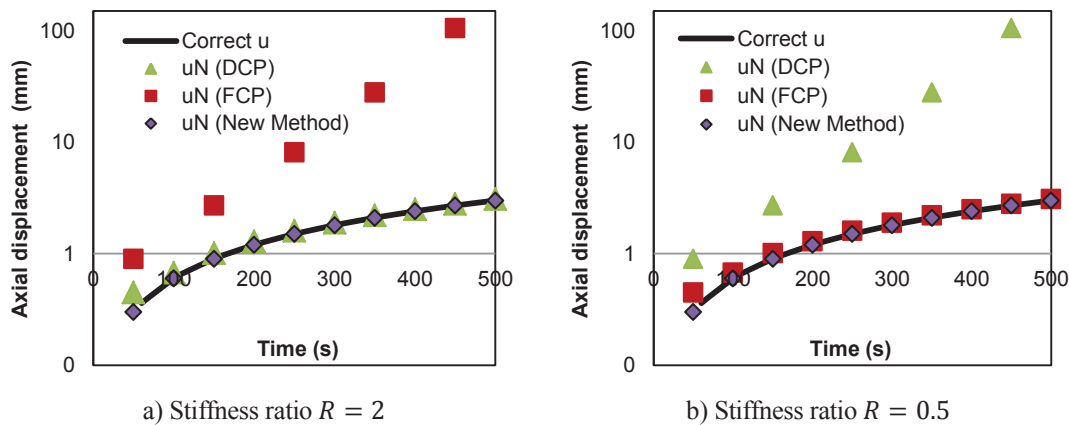 Axial displacement (mm)
100
10
1
0
Correct u
uN (DCP)
uN (FCP)
uN (New Method)
0 100 200 300 400 500
Time (s)
a) Stiffness ratio R = 2
Axial displacement (mm)
100
10
1
0
Correct u
uN (DCP)
uN (FCP)
uN (New Method)
0 100 200 300 400 500
Time (s)
b) Stiffness ratio R = 0.5